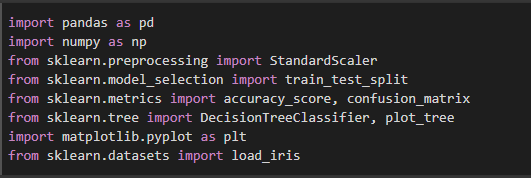 import pandas as pd
import numpy as np
from sklearn.preprocessing import StandardScaler
from sklearn.model_selection import train_test_split
from sklearn.metrics import accuracy_score, confusion_matrix
from sklearn.tree import DecisionTreeClassifier, plot_tree
import matplotlib.pyplot as plt
from sklearn.datasets import load_iris